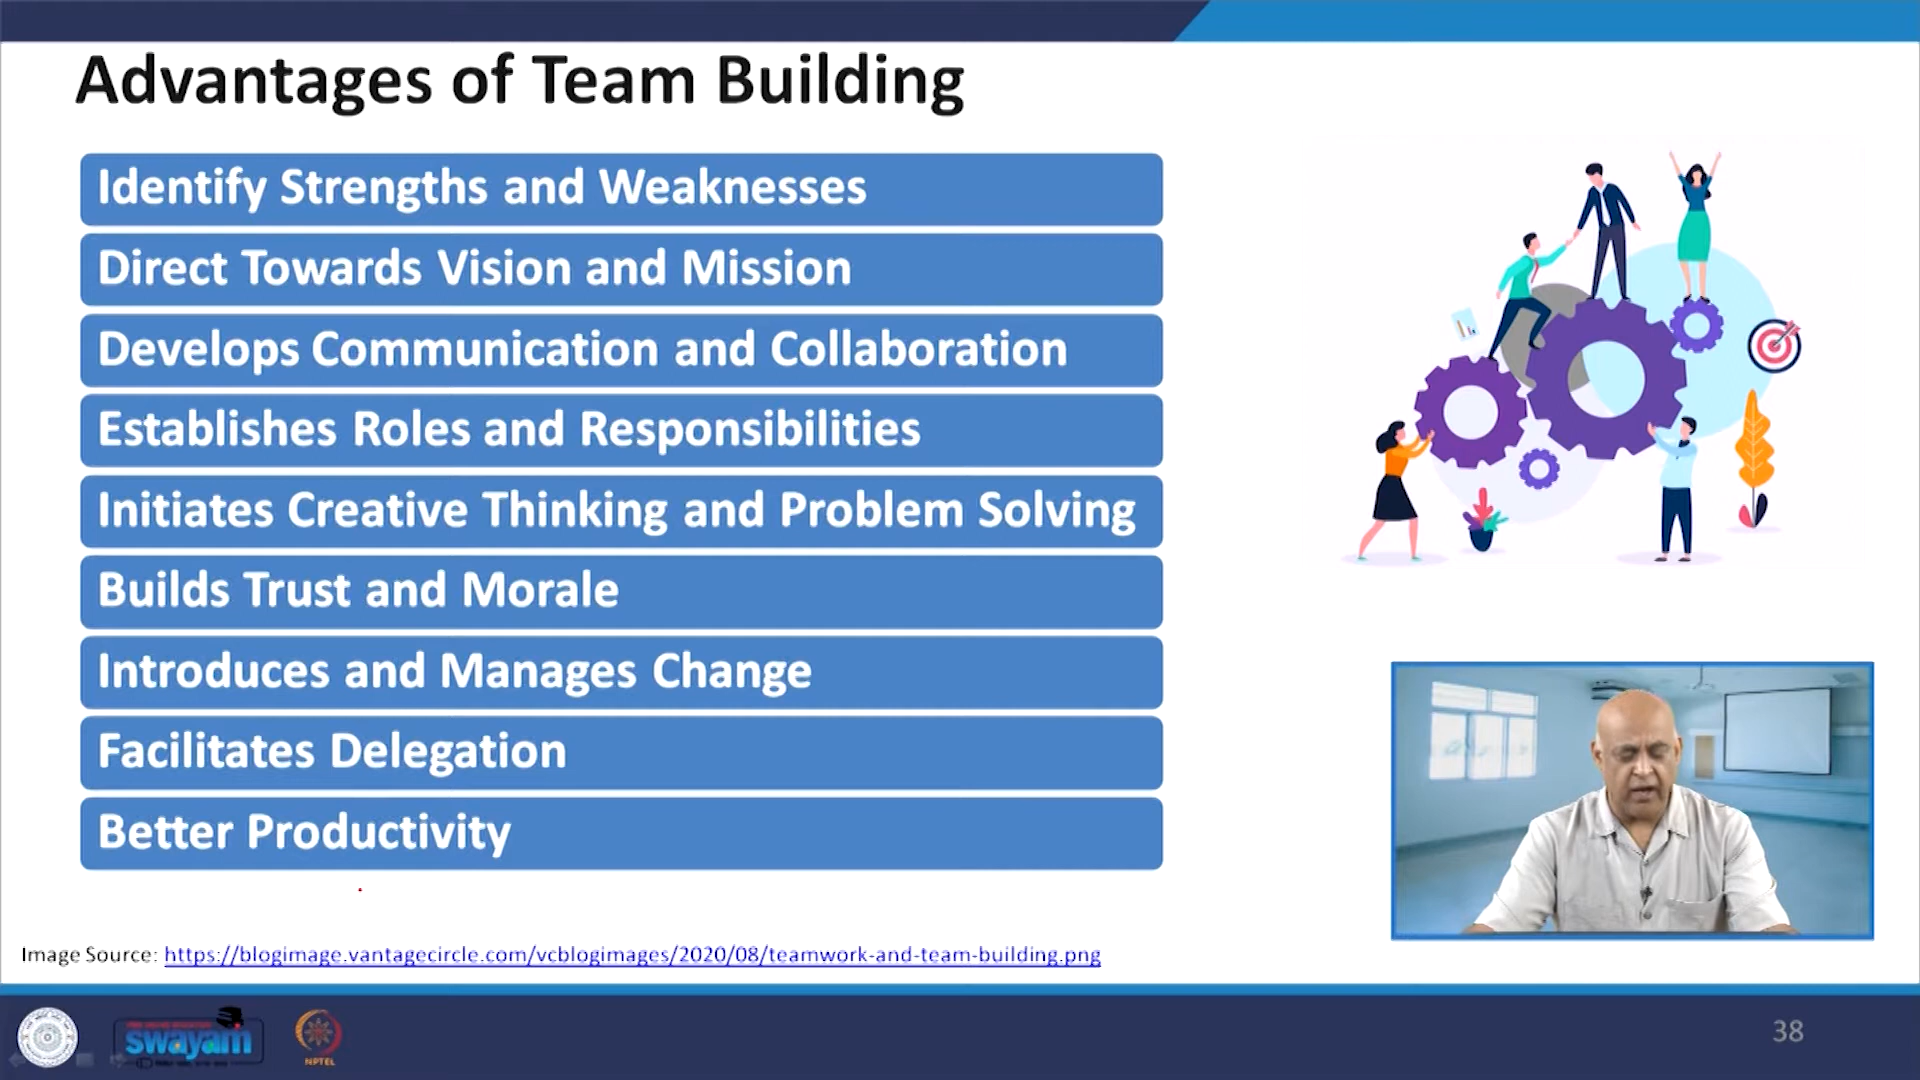 Advantages of Team Building
Identify Strengths and Weaknesses
Direct Towards Vision and Mission
Develops Communication and Collaboration
Establishes Roles and Responsibilities
Initiates Creative Thinking and Problem Solving
Builds Trust and Morale
Introduces and Manages Change
Facilitates Delegation
Better Productivity
Image Source: https://blogimage.vantagecircle.com/vcblogimages/2020/08/teamwork-and-team-building.png
swayam
NPTEL
38